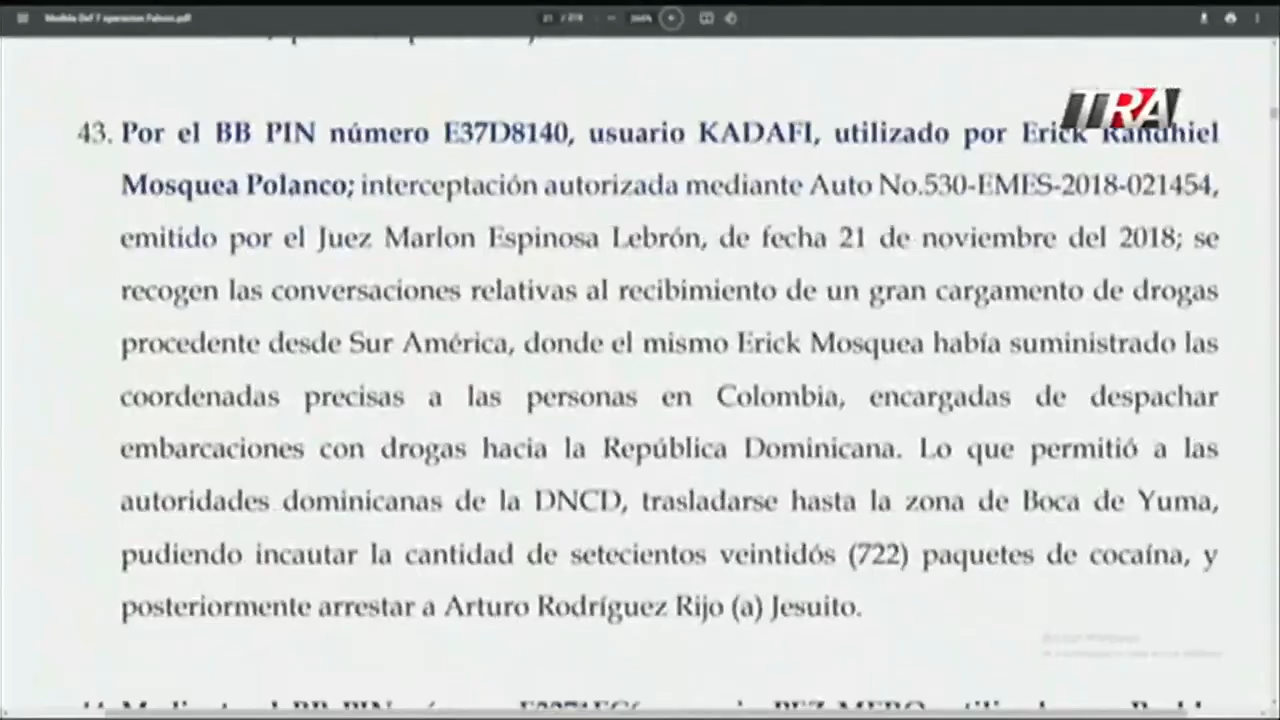 43. Por el BB PIN número E37D8140, usuario KADAFI, utilizado por Erick Randhiel
TRA
Mosquea Polanco; interceptación autorizada mediante Auto No.530-EMES-2018-021454,
emitido por el Juez Marlon Espinosa Lebrón, de fecha 21 de noviembre del 2018; se
recogen las conversaciones relativas al recibimiento de un gran cargamento de drogas
procedente desde Sur América, donde el mismo Erick Mosquea había suministrado las
coordenadas precisas a las personas en Colombia, encargadas de despachar
embarcaciones con drogas hacia la República Dominicana. Lo que permitió a las
autoridades dominicanas de la DNCD, trasladarse hasta la zona de Boca de Yuma,
pudiendo incautar la cantidad de setecientos veintidós (722) paquetes de cocaína, y
posteriormente arrestar a Arturo Rodríguez Rijo (a) Jesuito.